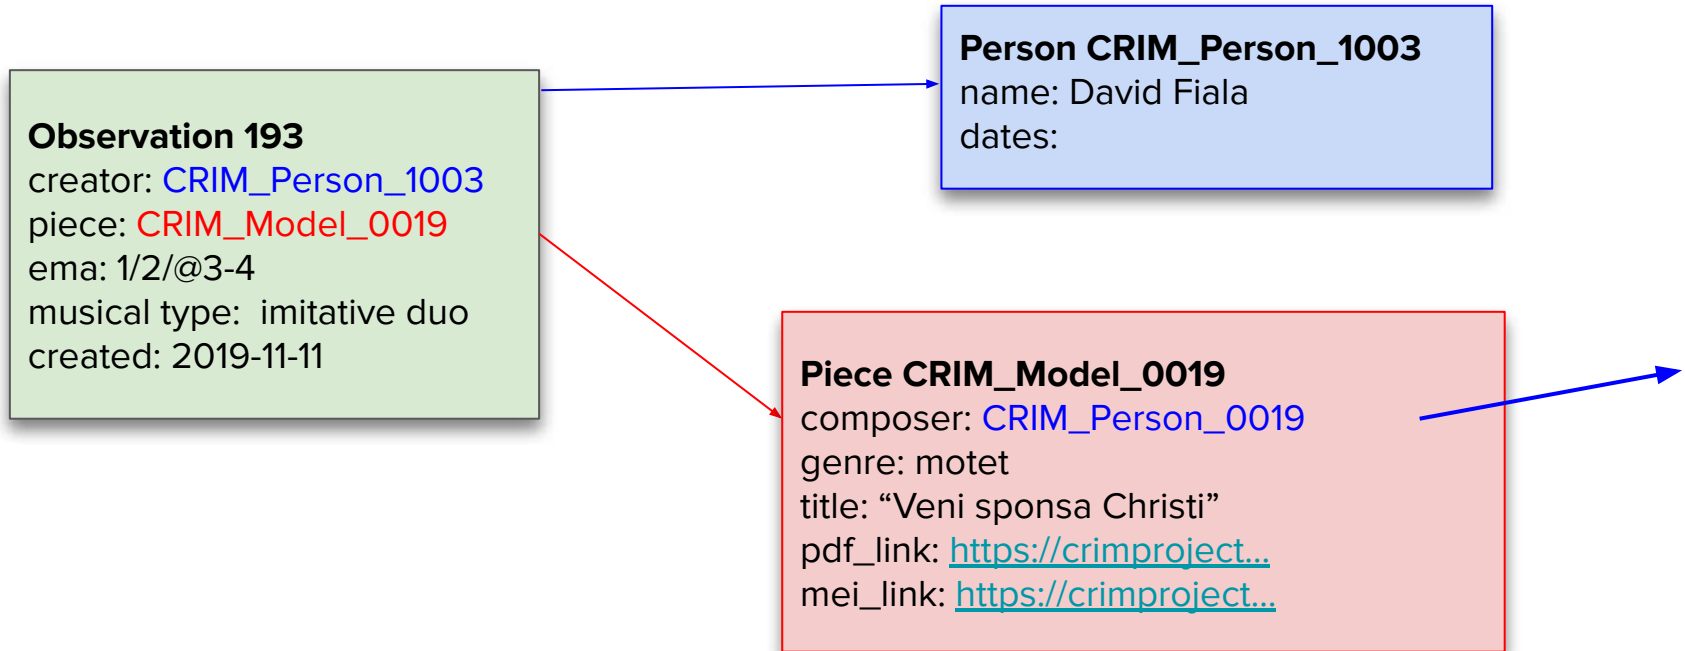 Observation 193
creator: CRIM_Person_1003
piece: CRIM_Model_0019
ema: 1/2/@3-4
musical type:  imitative duo
created: 2019-11-11
Person CRIM_Person_1003
name: David Fiala
dates:
Piece CRIM_Model_0019
composer: CRIM_Person_0019
genre: motet
title: “Veni sponsa Christi”
pdf_link: https://crimproject...
mei_link: https://crimproject...